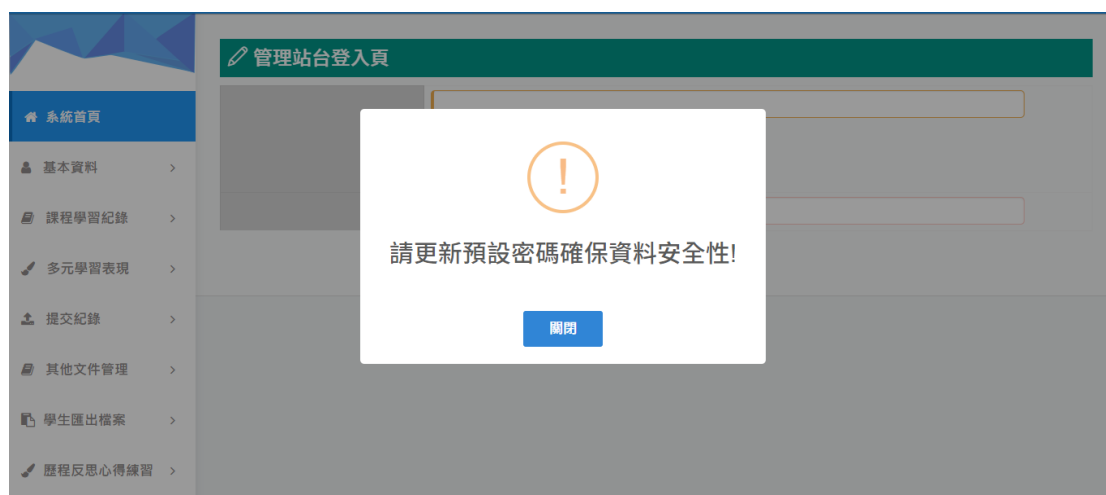 管理站台登入頁
系統首頁
基本資料
課程學習紀錄
多元學習表現
提交紀錄
其他文件管理
學生匯出檔案
歷程反思心得練習
!
請更新預設密碼確保資料安全性!
關閉